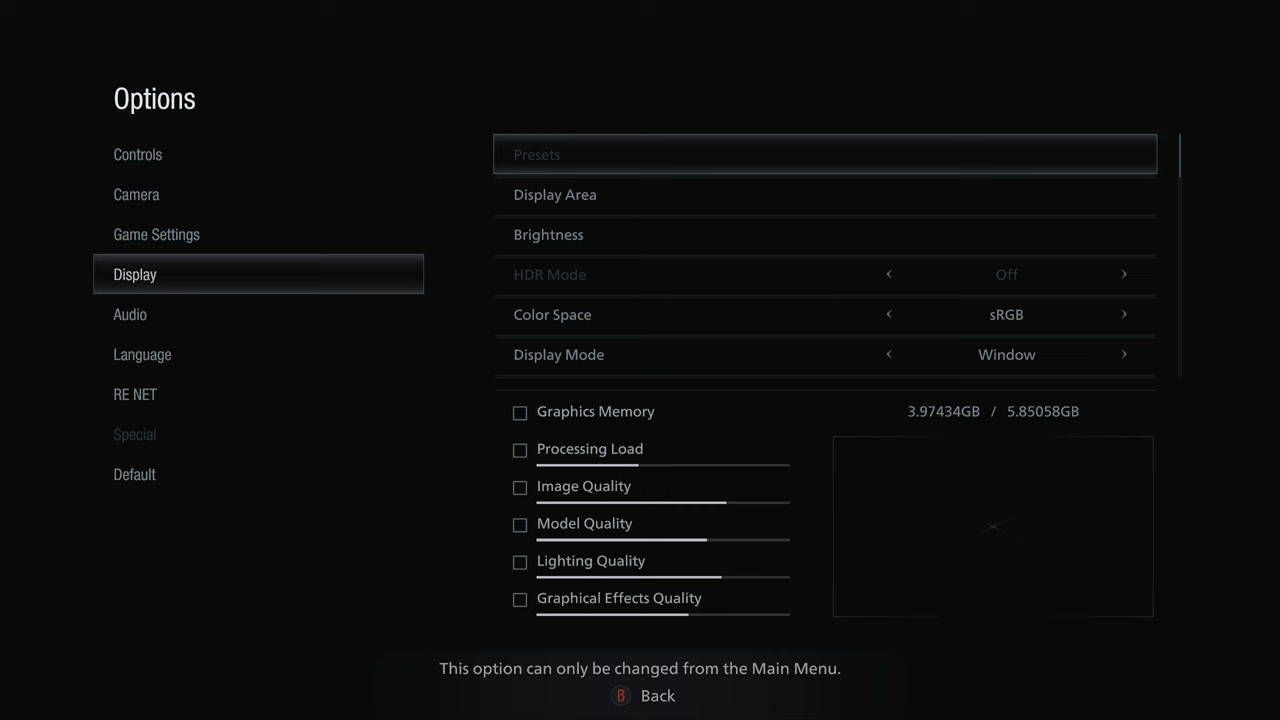 Options
Controls
Camera
Game Settings
Display
Audio
Language
RE NET
Special
Default
Presets
Display Area
Brightness
HDR Mode Off
Color Space sRGB
Display Mode Window
Graphics Memory 3.97434GB / 5.85058GB
Processing Load
Image Quality
Model Quality
Lighting Quality
Graphical Effects Quality
This option can only be changed from the Main Menu.
B Back